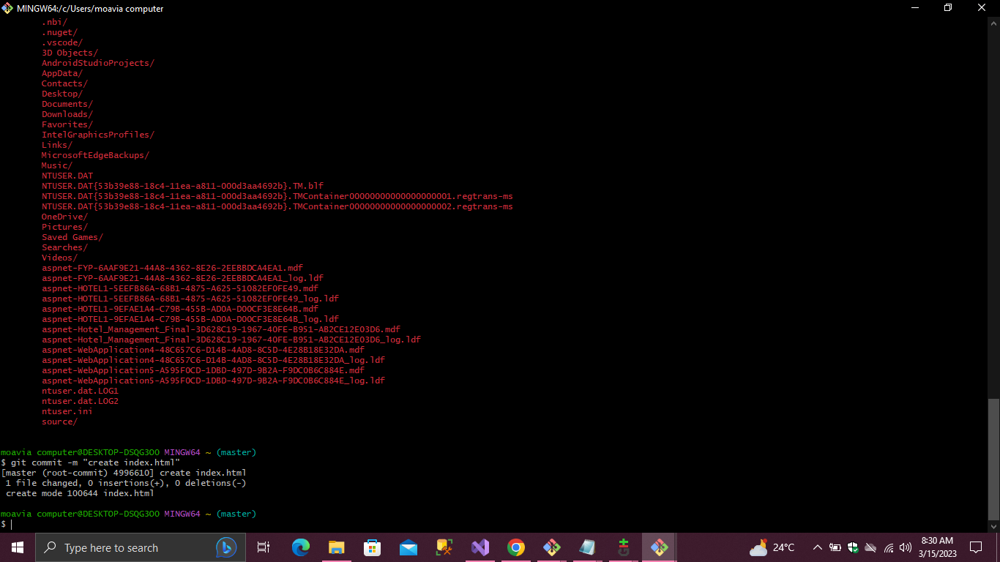 MINGW64:/c/Users/moavia computer
.nbi/
.nuget/
.vscode/
3D Objects/
AndroidStudioProjects/
AppData/
Contacts/
Desktop/
Documents/
Downloads/
Favorites/
IntelGraphicsProfiles/
Links/
MicrosoftEdgeBackups/
Music/
NTUSER.DAT
NTUSER.DAT{53b39e88-18c4-11ea-a811-000d3aa4692b}.TM.blf
NTUSER.DAT{53b39e88-18c4-11ea-a811-000d3aa4692b}.TMContainer00000000000000000001.regtrans-ms
NTUSER.DAT{53b39e88-18c4-11ea-a811-000d3aa4692b}.TMContainer00000000000000000002.regtrans-ms
OneDrive/
Pictures/
Saved Games/
Searches/
Videos/
aspnet-FYP-6AAF9E21-44A8-4362-8E26-2EEBBDCA4EA1.mdf
aspnet-FYP-6AAF9E21-44A8-4362-8E26-2EEBBDCA4EA1_log.ldf
aspnet-HOTEL1-5EEFB86A-68B1-4875-A625-51082EF0FE49.mdf
aspnet-HOTEL1-5EEFB86A-68B1-4875-A625-51082EF0FE49_log.ldf
aspnet-HOTEL1-9EFAE1A4-C79B-455B-AD0A-D00CF3E8E64B.mdf
aspnet-HOTEL1-9EFAE1A4-C79B-455B-AD0A-D00CF3E8E64B_log.ldf
aspnet-Hotel_Management_Final-3D628C19-1967-40FE-B951-AB2CE12E03D6.mdf
aspnet-Hotel_Management_Final-3D628C19-1967-40FE-B951-AB2CE12E03D6_log.ldf
aspnet-WebApplication4-48C657C6-D14B-4AD8-8C5D-4E28B18E32DA.mdf
aspnet-WebApplication4-48C657C6-D14B-4AD8-8C5D-4E28B18E32DA_log.ldf
aspnet-WebApplication5-A595F0CD-1DBD-497D-9B2A-F9DC0B6C884E.mdf
aspnet-WebApplication5-A595F0CD-1DBD-497D-9B2A-F9DC0B6C884E_log.ldf
ntuser.dat.LOG1
ntuser.dat.LOG2
ntuser.ini
source/
moavia computer@DESKTOP-DSQG3OO MINGW64 ~ (master)
$ git commit -m "create index.html"
[master (root-commit) 4996610] create index.html
1 file changed, 0 insertions(+), 0 deletions(-)
create mode 100644 index.html
moavia computer@DESKTOP-DSQG3OO MINGW64 ~ (master)
$
Type here to search
24°C
8:30 AM
3/15/2023